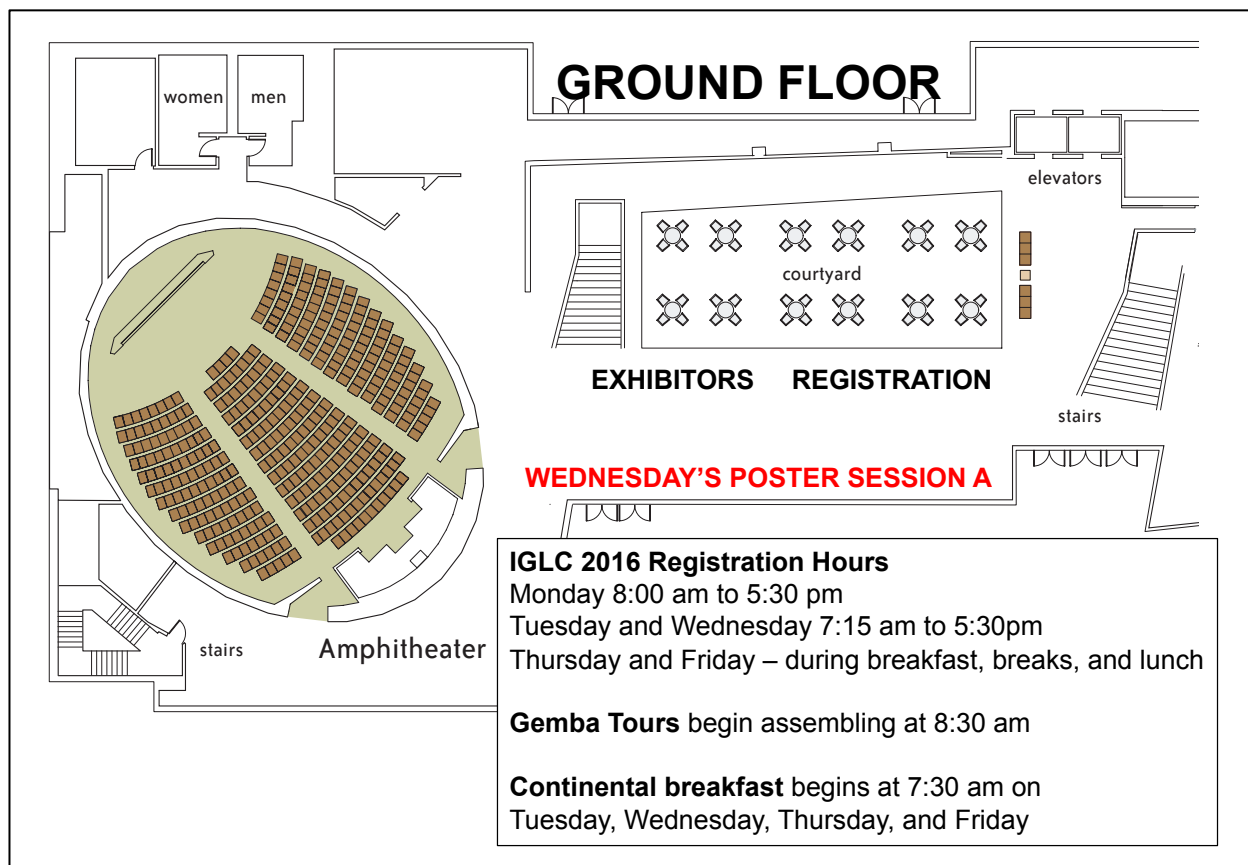 GROUND FLOOR
women
men
elevators
courtyard
EXHIBITORS REGISTRATION
stairs
WEDNESDAY'S POSTER SESSION A
stairs
Amphitheater
IGLC 2016 Registration Hours
Monday 8:00 am to 5:30 pm
Tuesday and Wednesday 7:15 am to 5:30pm
Thursday and Friday – during breakfast, breaks, and lunch
Gemba Tours begin assembling at 8:30 am
Continental breakfast begins at 7:30 am on
Tuesday, Wednesday, Thursday, and Friday